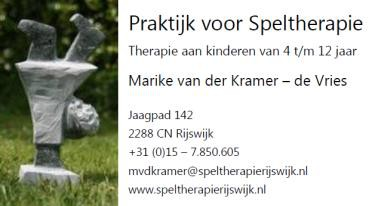 Praktijk voor Speltherapie
Therapie aan kinderen van 4 t/m 12 jaar
Marike van der Kramer – de Vries
Jaagpad 142
2288 CN Rijswijk
+31 (0)15 – 7.850.605
mvdkramer@speltherapierijswijk.nl
www.speltherapierijswijk.nl